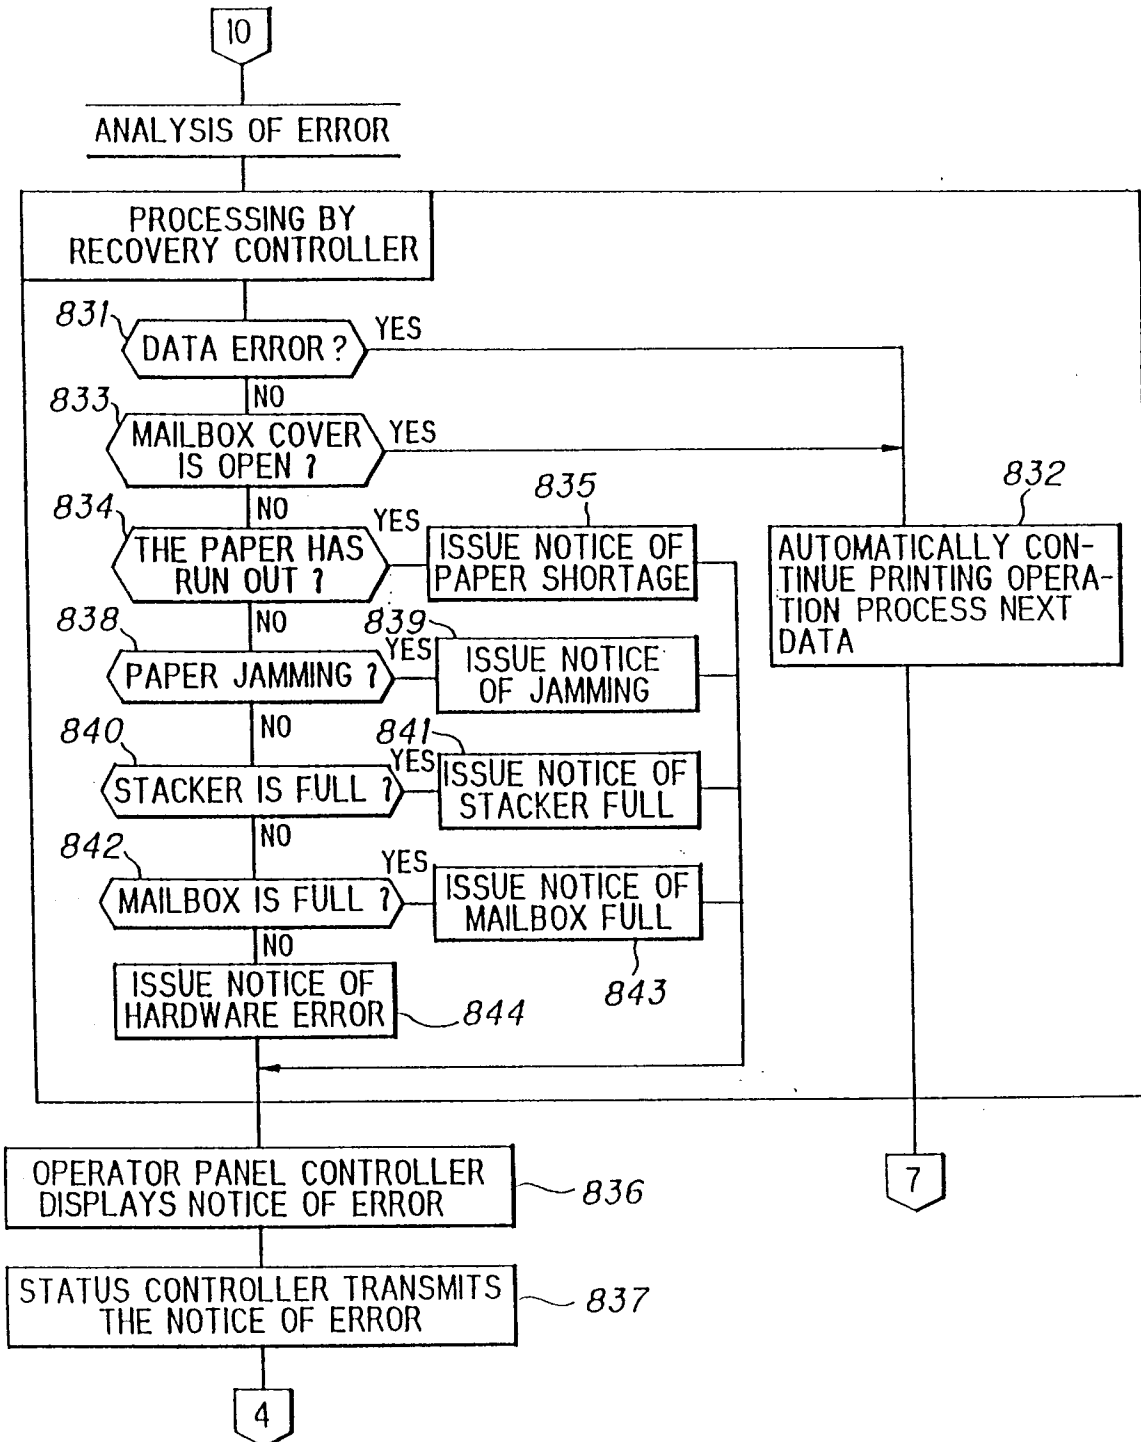 10
ANALYSIS OF ERROR
PROCESSING BY
RECOVERY CONTROLLER
831
DATA ERROR ?
YES
NO
833
MAILBOX COVER
IS OPEN ?
YES
NO
834
THE PAPER HAS
RUN OUT ?
YES
835
ISSUE NOTICE OF
PAPER SHORTAGE
832
AUTOMATICALLY CON-
TINUE PRINTING OPERA-
TION PROCESS NEXT
DATA
NO
838
PAPER JAMMING ?
YES
839
ISSUE NOTICE
OF JAMMING
NO
840
STACKER IS FULL ?
YES
841
ISSUE NOTICE OF
STACKER FULL
NO
842
MAILBOX IS FULL ?
YES
ISSUE NOTICE OF
MAILBOX FULL
843
NO
ISSUE NOTICE OF
HARDWARE ERROR
844
OPERATOR PANEL CONTROLLER
DISPLAYS NOTICE OF ERROR
836
7
STATUS CONTROLLER TRANSMITS
THE NOTICE OF ERROR
837
4